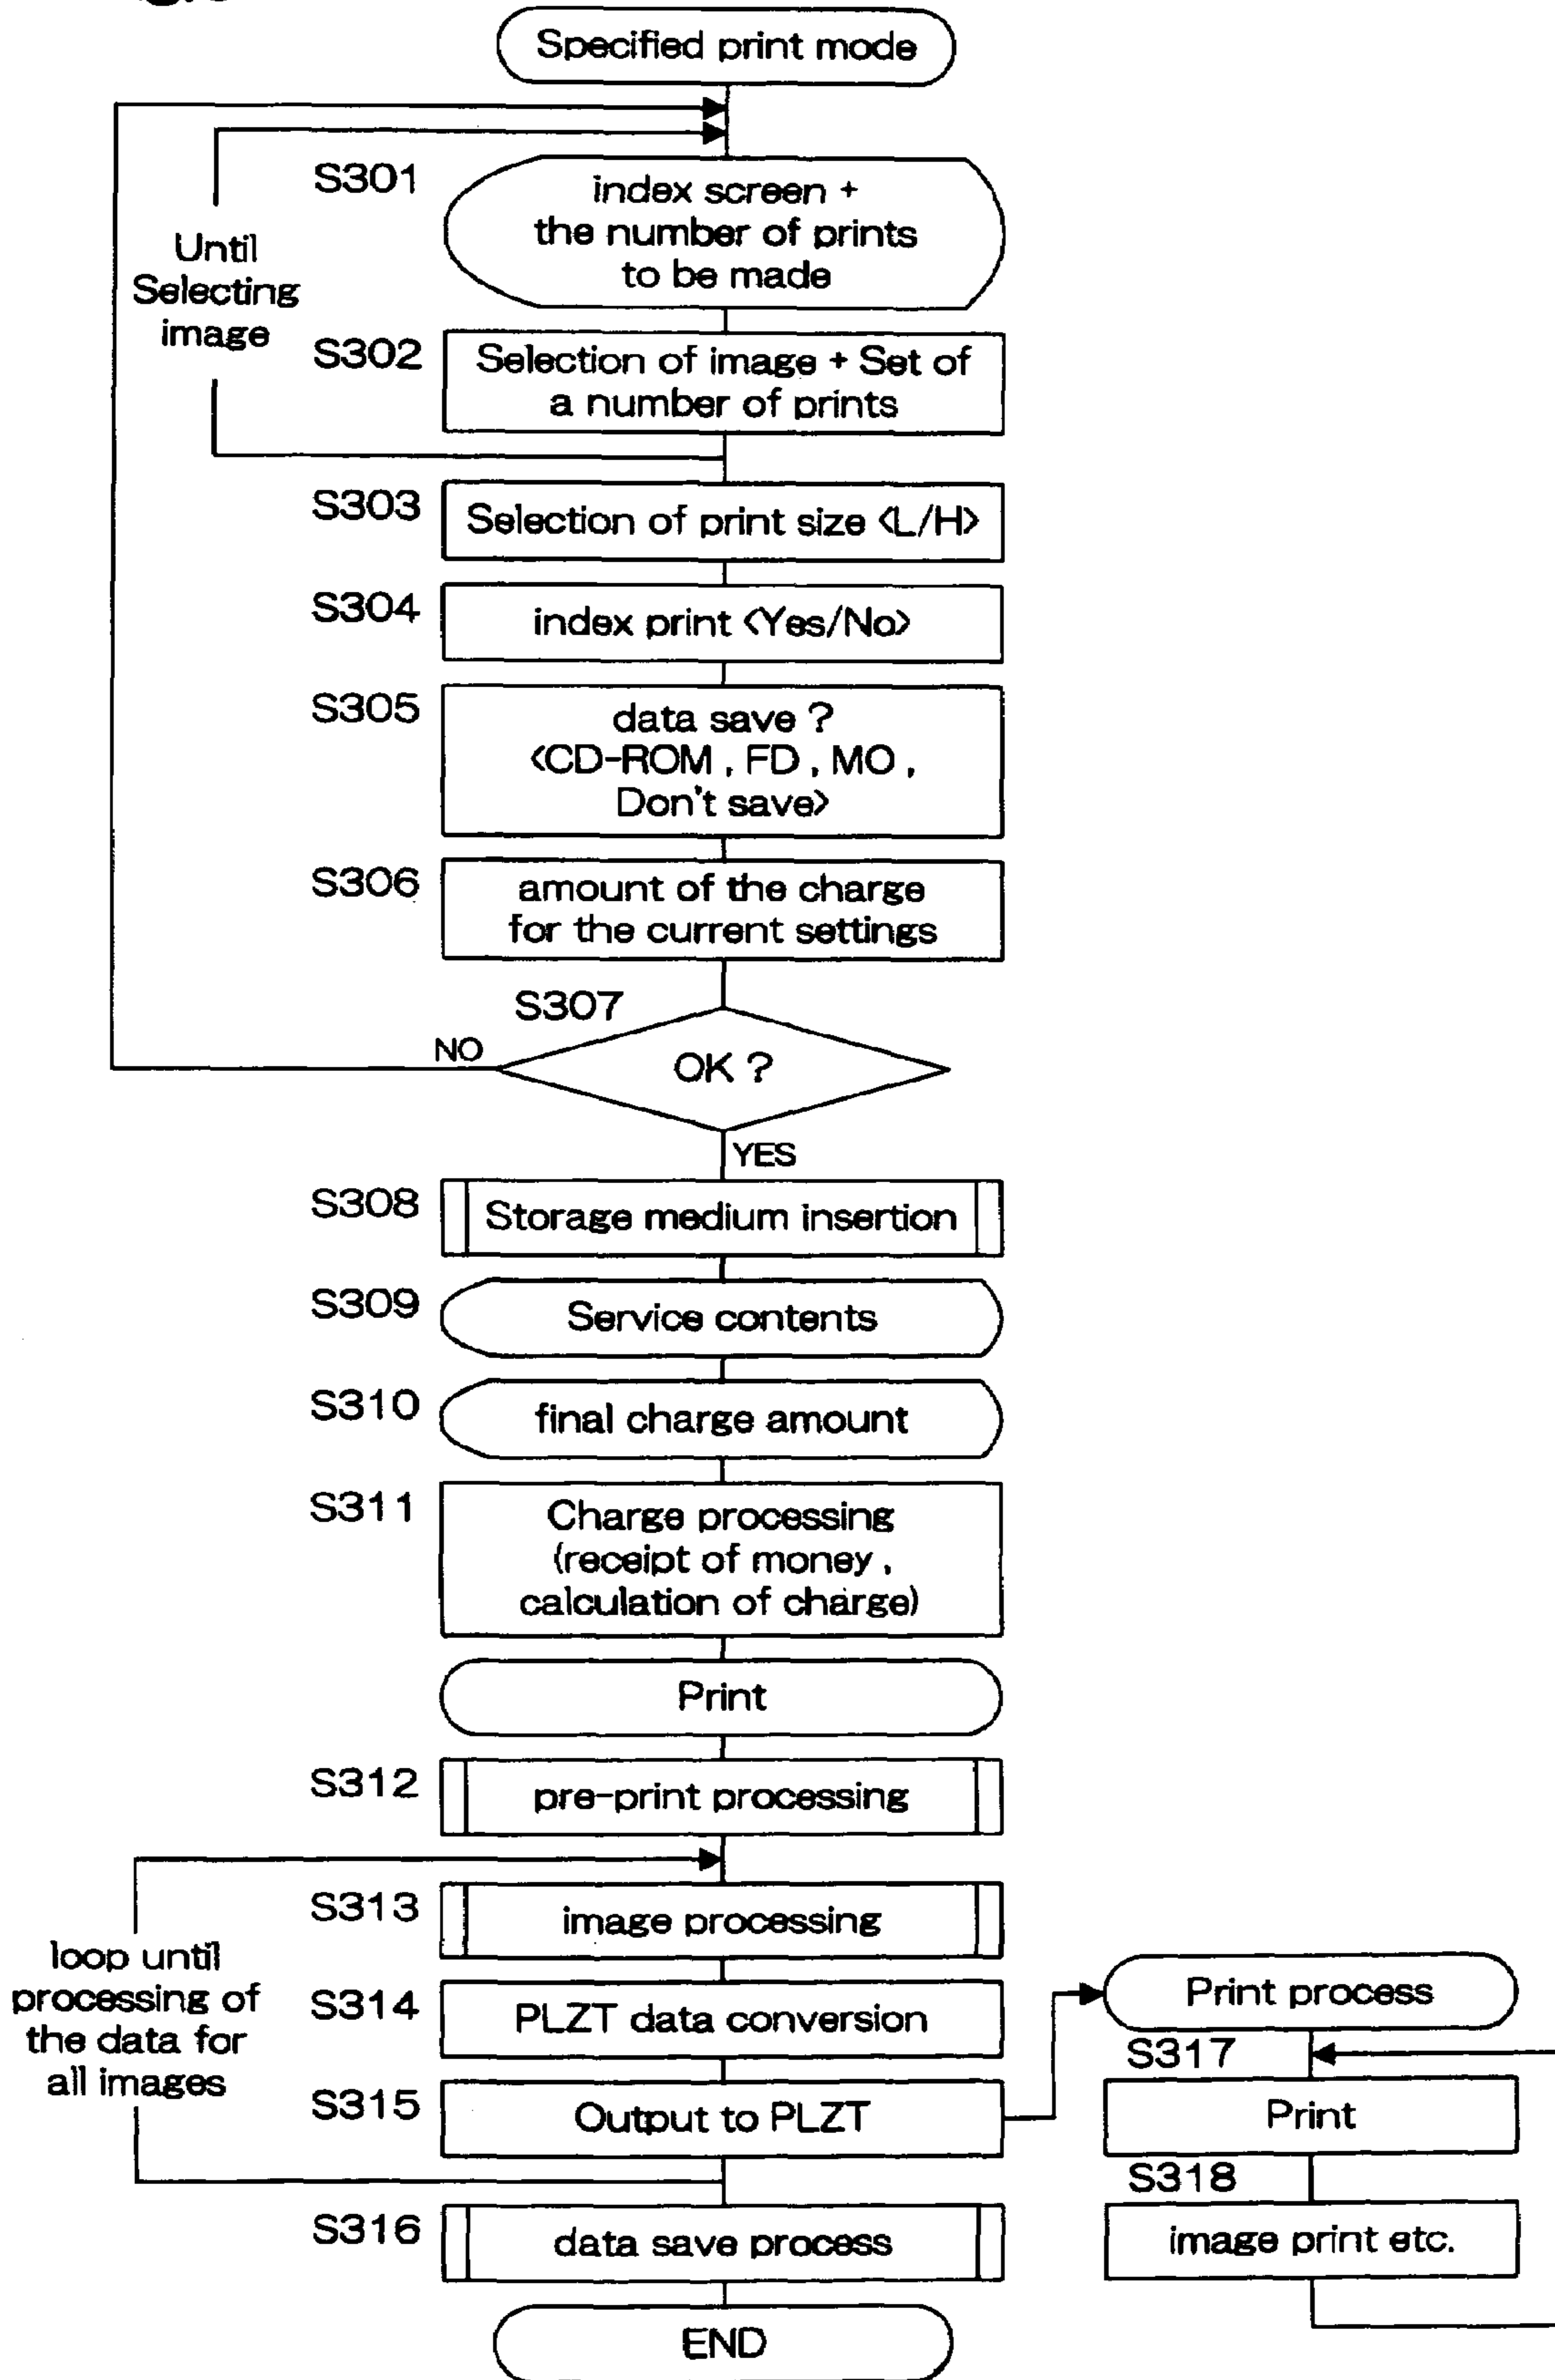 Specified print mode
S301
index screen +
the number of prints
to be made
Until
Selecting
image
S302
Selection of image + Set of
a number of prints
S303
Selection of print size <L/H>
S304
index print <Yes/No>
S305
data save ?
<CD-ROM , FD , MO ,
Don't save>
S306
amount of the charge
for the current settings
S307
NO
OK ?
YES
S308
Storage medium insertion
S309
Service contents
S310
final charge amount
S311
Charge processing
(receipt of money ,
calculation of charge)
Print
S312
pre-print processing
S313
image processing
loop until
processing of
the data for
all images
S314
PLZT data conversion
S315
Output to PLZT
S316
data save process
END
Print process
S317
Print
S318
image print etc.